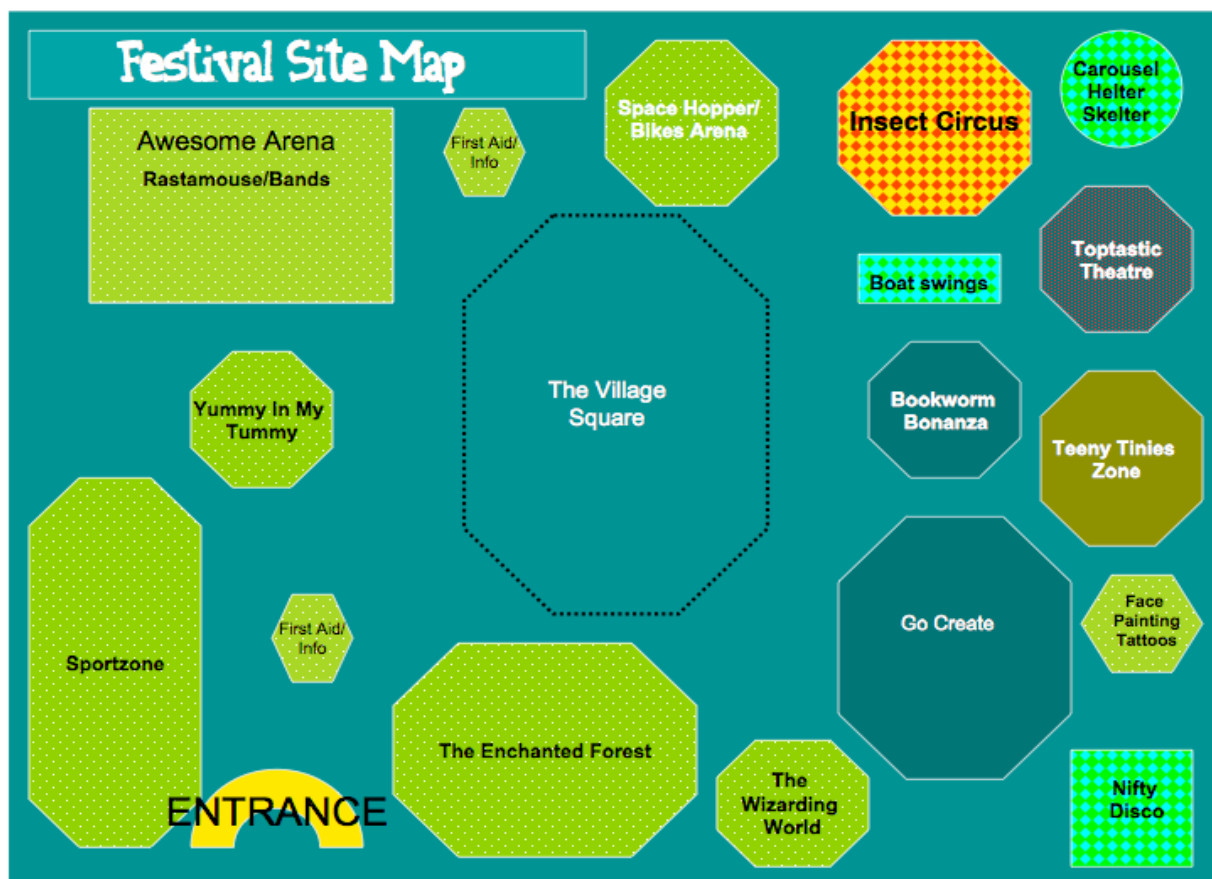 Festival Site Map
Awesome Arena
Rastamouse/Bands
First Aid/
Info
Space Hopper/
Bikes Arena
Insect Circus
Carousel
Helter
Skelter
Toptastic
Theatre
Boat swings
The Village
Square
Bookworm
Bonanza
Yummy In My
Tummy
Teeny Tinies
Zone
Sportzone
First Aid/
Info
Go Create
Face
Painting
Tattoos
The Enchanted Forest
ENTRANCE
The
Wizarding
World
Nifty
Disco